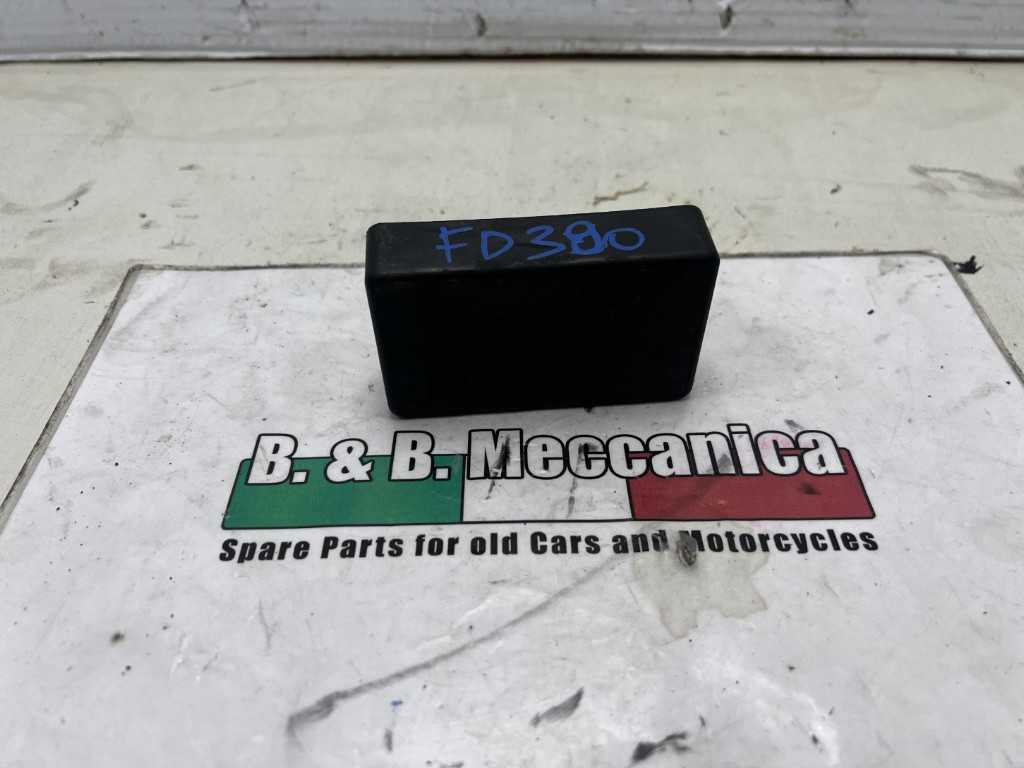 FD380
B. & B. Meccanica
Spare Parts for old Cars and Motorcycles